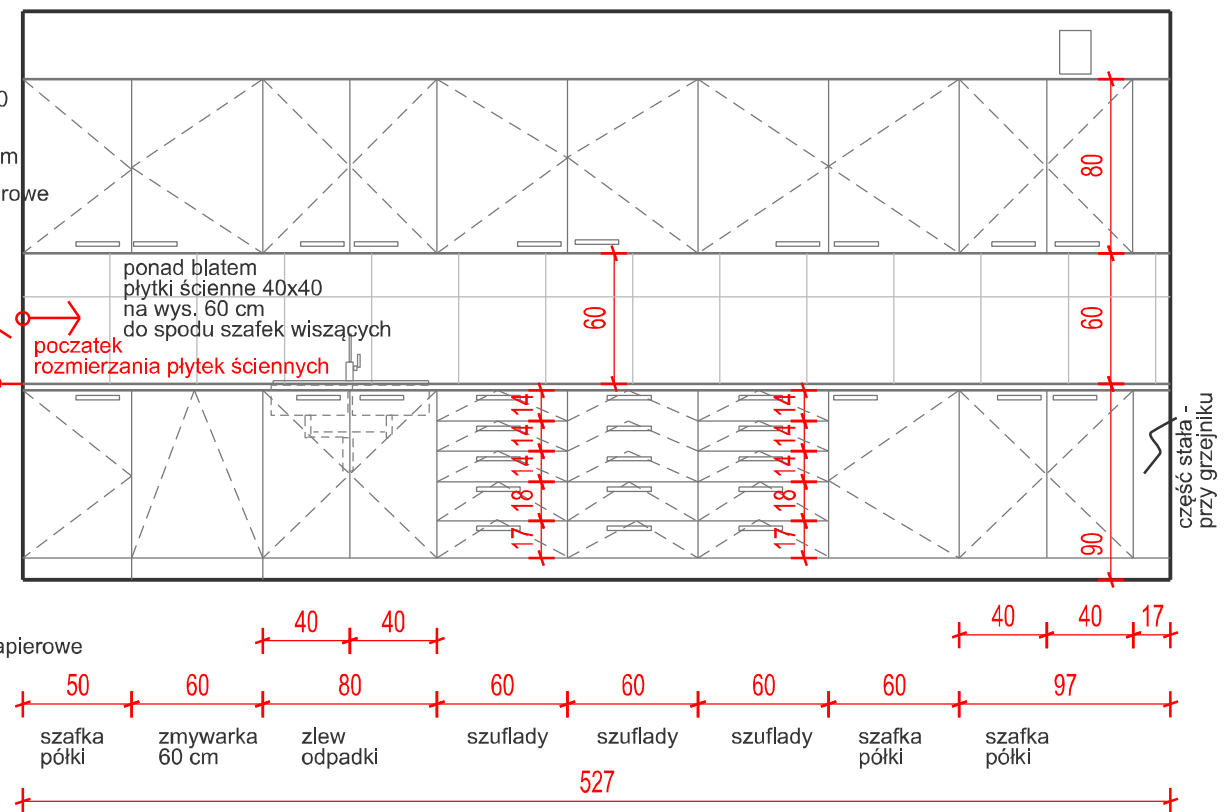 0
m
rowe
80
ponad blatem
płytki ścienne 40x40
na wys. 60 cm
do spodu szafek wiszących
60
60
początek
rozmierzania płytek ściennych
14
14
14
18
17
14
14
14
18
17
90
część stała -
przy grzejniku
40 40
40 40 17
apierowe
50 60 80 60 60 60 60 97
szafka
półki
zmywarka
60 cm
zlew
odpadki
szuflady
szuflady
szuflady
szafka
półki
szafka
półki
527